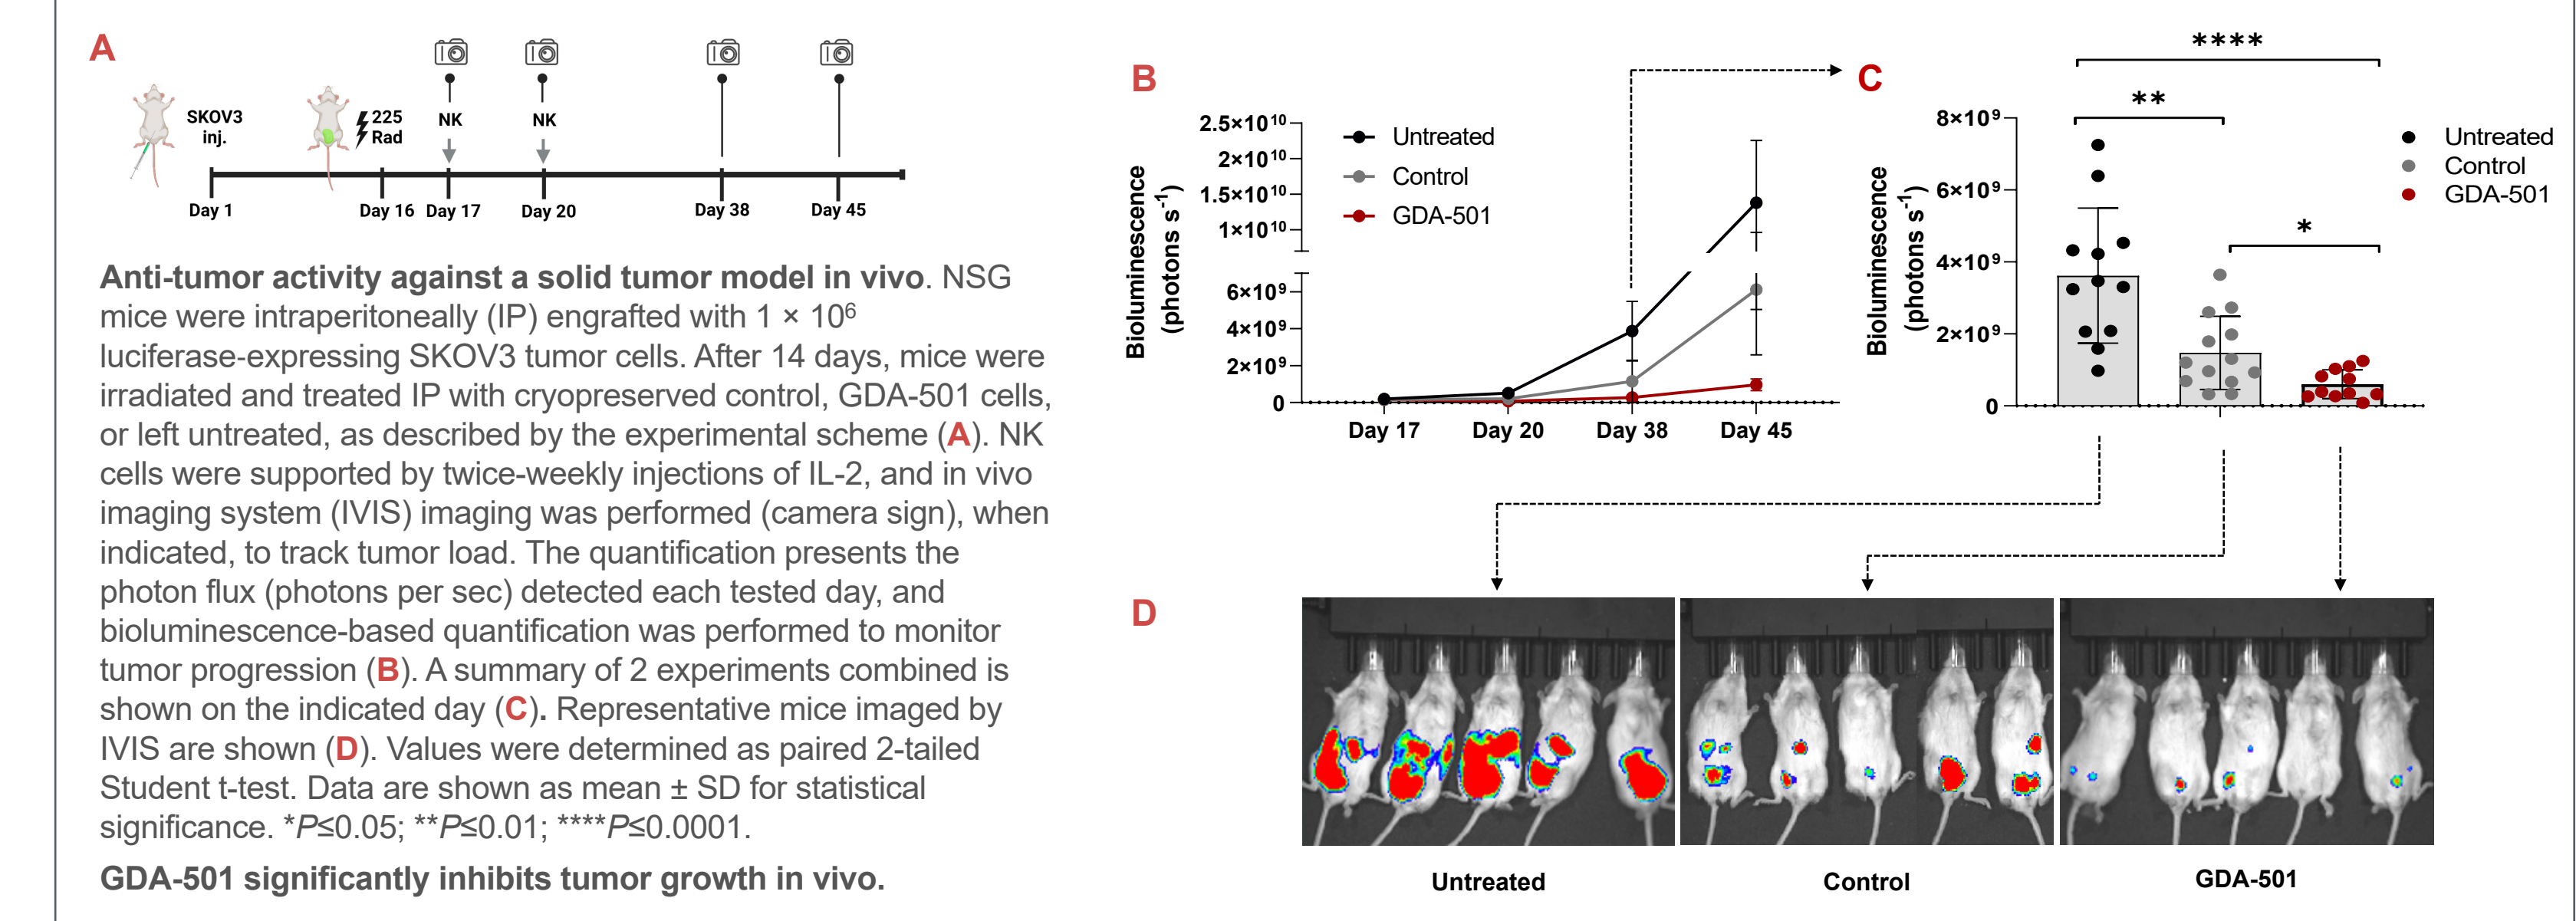 A
SKOV3
inj.
225
Rad
NK
NK
Day 1
Day 16
Day 17
Day 20
Day 38
Day 45
Anti-tumor activity against a solid tumor model in vivo. NSG
mice were intraperitoneally (IP) engrafted with 1 × 10⁶
luciferase-expressing SKOV3 tumor cells. After 14 days, mice were
irradiated and treated IP with cryopreserved control, GDA-501 cells,
or left untreated, as described by the experimental scheme (A). NK
cells were supported by twice-weekly injections of IL-2, and in vivo
imaging system (IVIS) imaging was performed (camera sign), when
indicated, to track tumor load. The quantification presents the
photon flux (photons per sec) detected each tested day, and
bioluminescence-based quantification was performed to monitor
tumor progression (B). A summary of 2 experiments combined is
shown on the indicated day (C). Representative mice imaged by
IVIS are shown (D). Values were determined as paired 2-tailed
Student t-test. Data are shown as mean ± SD for statistical
significance. *P≤0.05; **P≤0.01; ****P≤0.0001.
GDA-501 significantly inhibits tumor growth in vivo.
B
Bioluminescence
(photons s⁻¹)
2.5×10¹⁰
2×10¹⁰
1.5×10¹⁰
1×10¹⁰
6×10⁹
4×10⁹
2×10⁹
0
Untreated
Control
GDA-501
Day 17
Day 20
Day 38
Day 45
C
Bioluminescence
(photons s⁻¹)
8×10⁹
6×10⁹
4×10⁹
2×10⁹
0
****
**
*
Untreated
Control
GDA-501
D
Untreated
Control
GDA-501